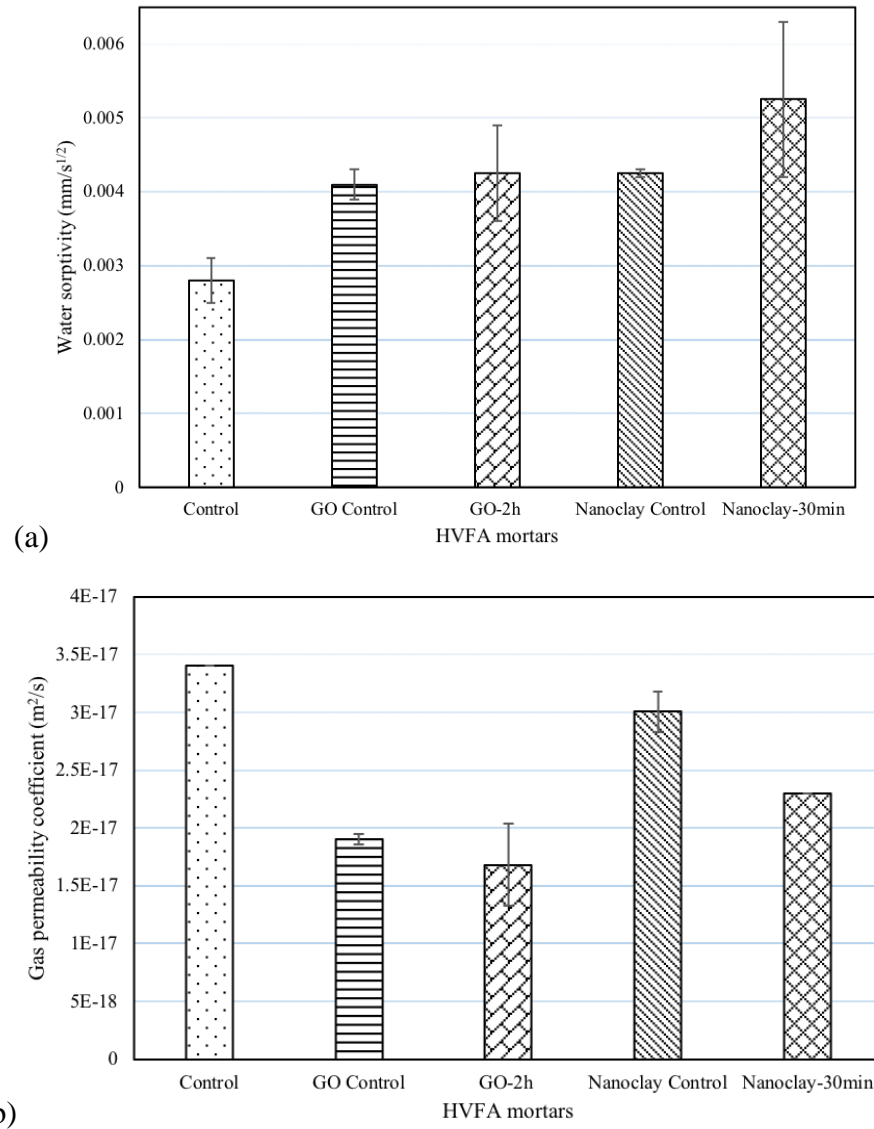 0.006
0.005
0.004
0.003
0.002
0.001
0
Water sorptivity (mm/s^1/2)
Control GO Control GO-2h Nanoclay Control Nanoclay-30min
HVFA mortars
(a)
4E-17
3.5E-17
3E-17
2.5E-17
2E-17
1.5E-17
1E-17
5E-18
0
Gas permeability coefficient (m²/s)
Control GO Control GO-2h Nanoclay Control Nanoclay-30min
HVFA mortars
b)